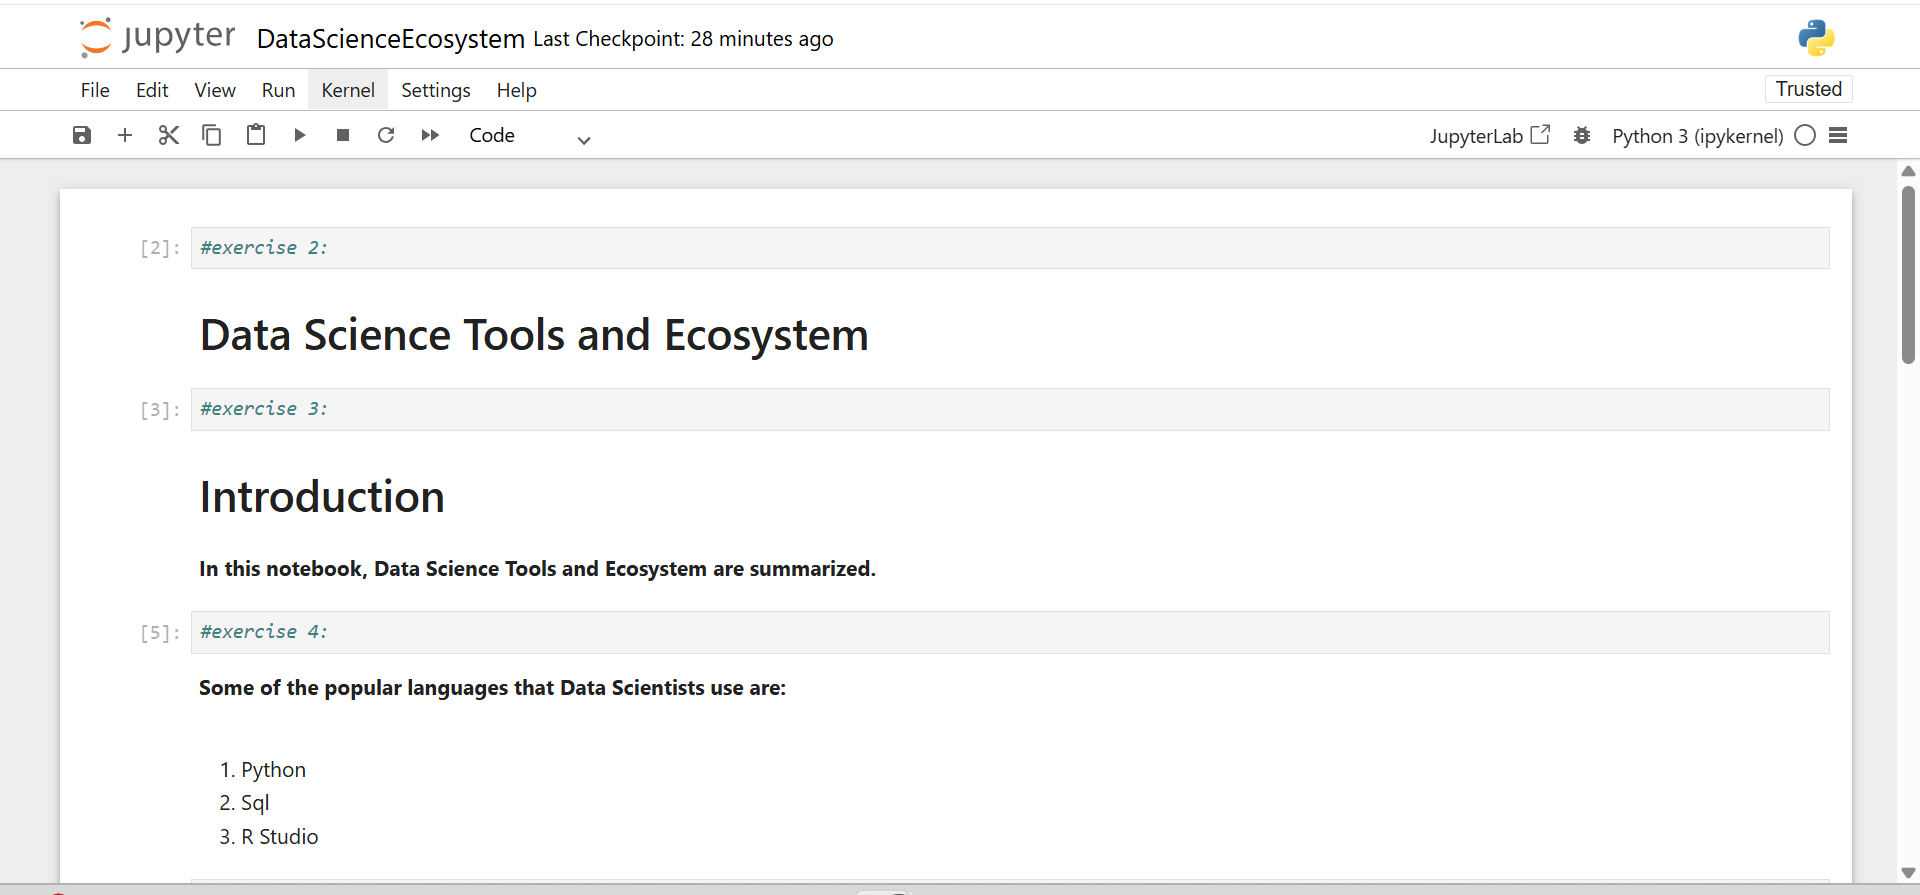 jupyter DataScienceEcosystem Last Checkpoint: 28 minutes ago
File Edit View Run Kernel Settings Help Trusted
Code JupyterLab Python 3 (ipykernel)
[2]: #exercise 2:
Data Science Tools and Ecosystem
[3]: #exercise 3:
Introduction
In this notebook, Data Science Tools and Ecosystem are summarized.
[5]: #exercise 4:
Some of the popular languages that Data Scientists use are:
1. Python
2. Sql
3. R Studio